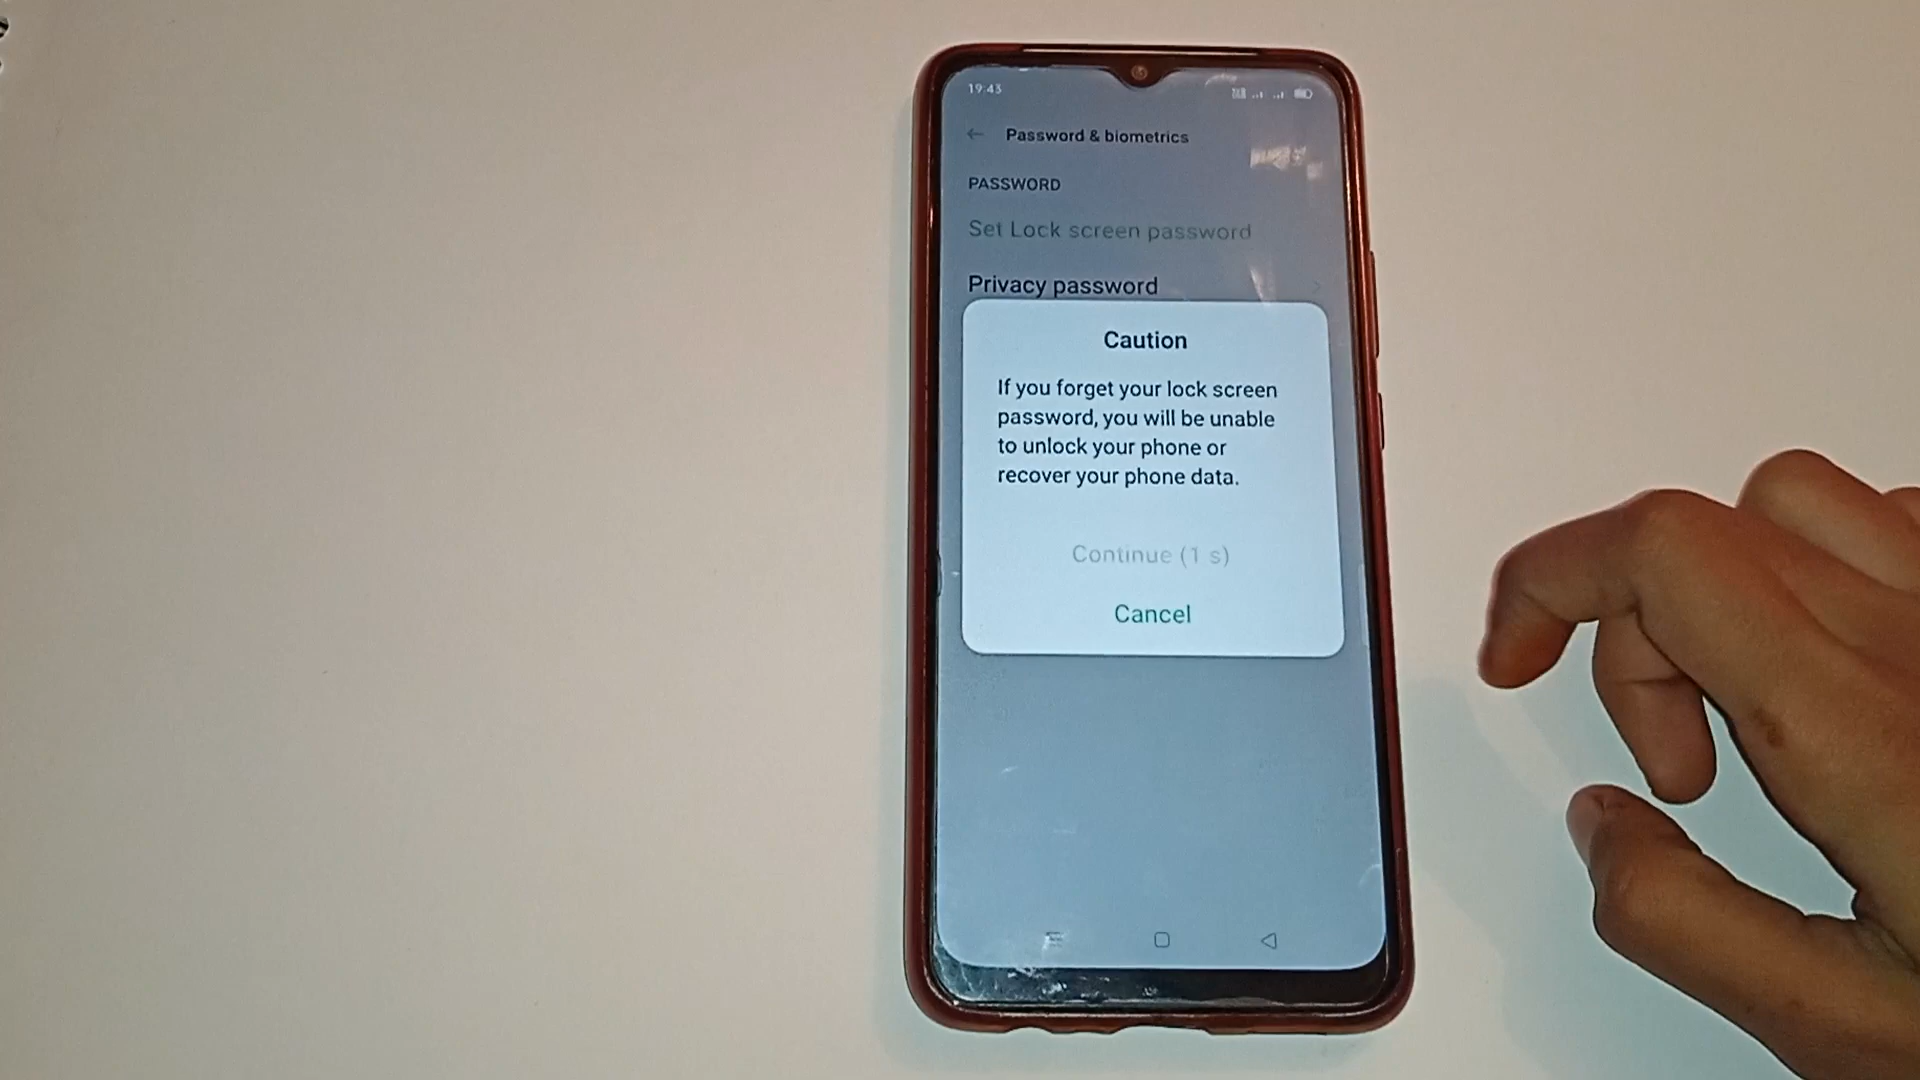 19:43
Password & biometrics
PASSWORD
Set Lock screen password
Privacy password
Caution
If you forget your lock screen
password, you will be unable
to unlock your phone or
recover your phone data.
Continue (1 s)
Cancel